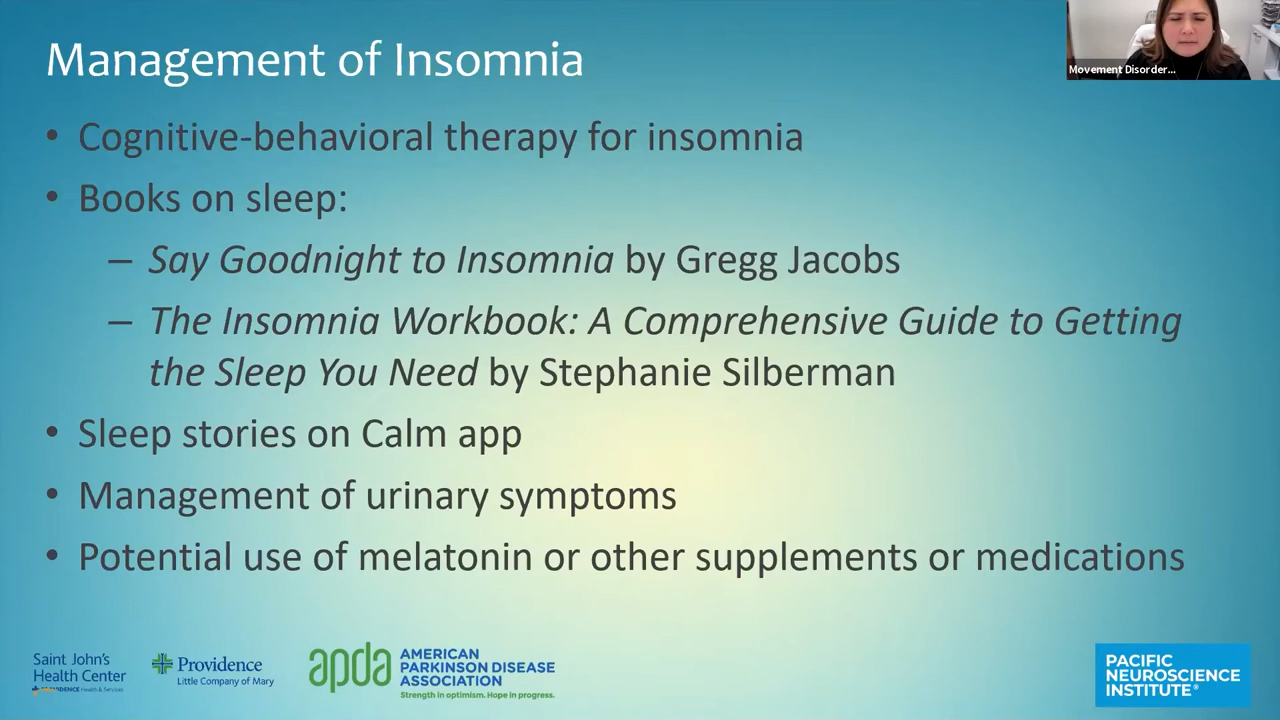 Management of Insomnia
Movement Disorder...
• Cognitive-behavioral therapy for insomnia
• Books on sleep:
– Say Goodnight to Insomnia by Gregg Jacobs
– The Insomnia Workbook: A Comprehensive Guide to Getting
the Sleep You Need by Stephanie Silberman
• Sleep stories on Calm app
• Management of urinary symptoms
• Potential use of melatonin or other supplements or medications
Saint John's
Health Center
PROVIDENCE Health & Services
Providence
Little Company of Mary
apda
AMERICAN
PARKINSON DISEASE
ASSOCIATION
Strength in optimism. Hope in progress.
PACIFIC
NEUROSCIENCE
INSTITUTE®